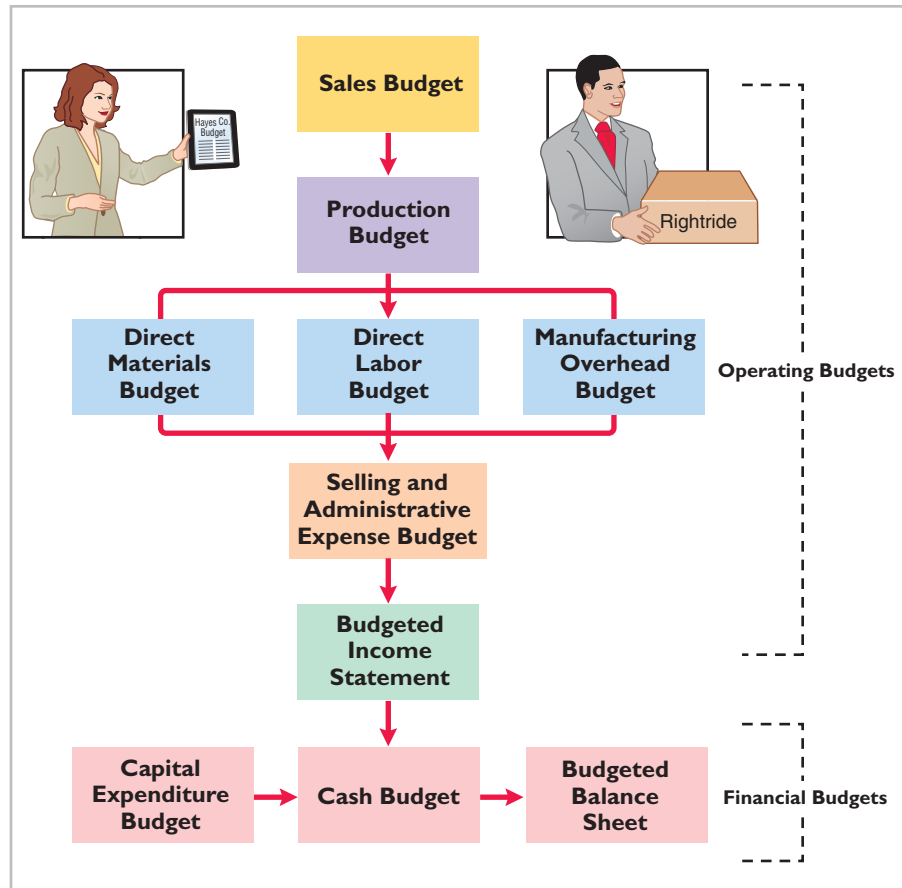 Sales Budget
Hayes Co.
Budget
Rightride
Production
Budget
Direct
Materials
Budget
Direct
Labor
Budget
Manufacturing
Overhead
Budget
Operating Budgets
Selling and
Administrative
Expense Budget
Budgeted
Income
Statement
Capital
Expenditure
Budget
Cash Budget
Budgeted
Balance
Sheet
Financial Budgets